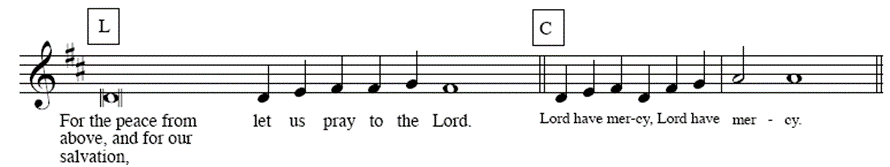 L
C
For the peace from let us pray to the Lord. Lord have mer-cy, Lord have mer - cy.
above, and for our
salvation,